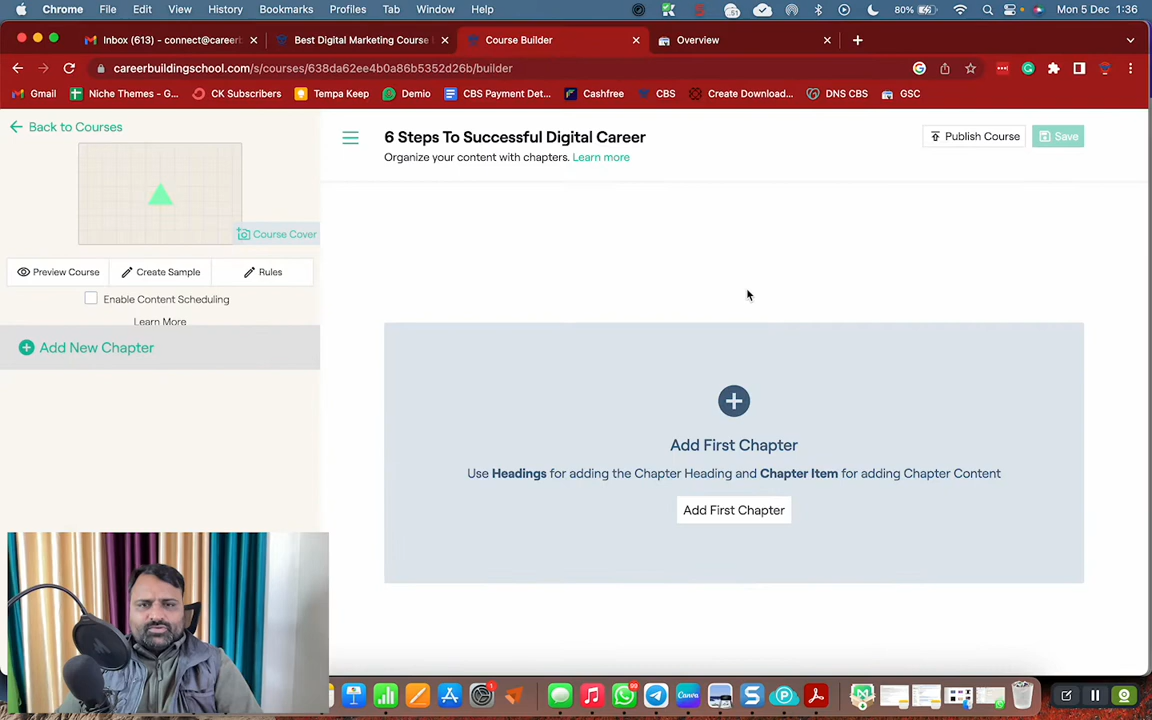 Chrome File Edit View History Bookmarks Profiles Tab Window Help 51 80% Mon 5 Dec 1:36
Inbox (613) - connect@careerb Best Digital Marketing Course Course Builder Overview
careerbuildingschool.com/s/courses/638da62ee4b0a86b5352d26b/builder
Gmail Niche Themes - G... CK Subscribers Tempa Keep Demio CBS Payment Det... Cashfree CBS Create Download... DNS CBS GSC
Back to Courses
Course Cover
Preview Course Create Sample Rules
Enable Content Scheduling
Learn More
Add New Chapter
6 Steps To Successful Digital Career
Organize your content with chapters. Learn more
Publish Course Save
Add First Chapter
Use Headings for adding the Chapter Heading and Chapter Item for adding Chapter Content
Add First Chapter